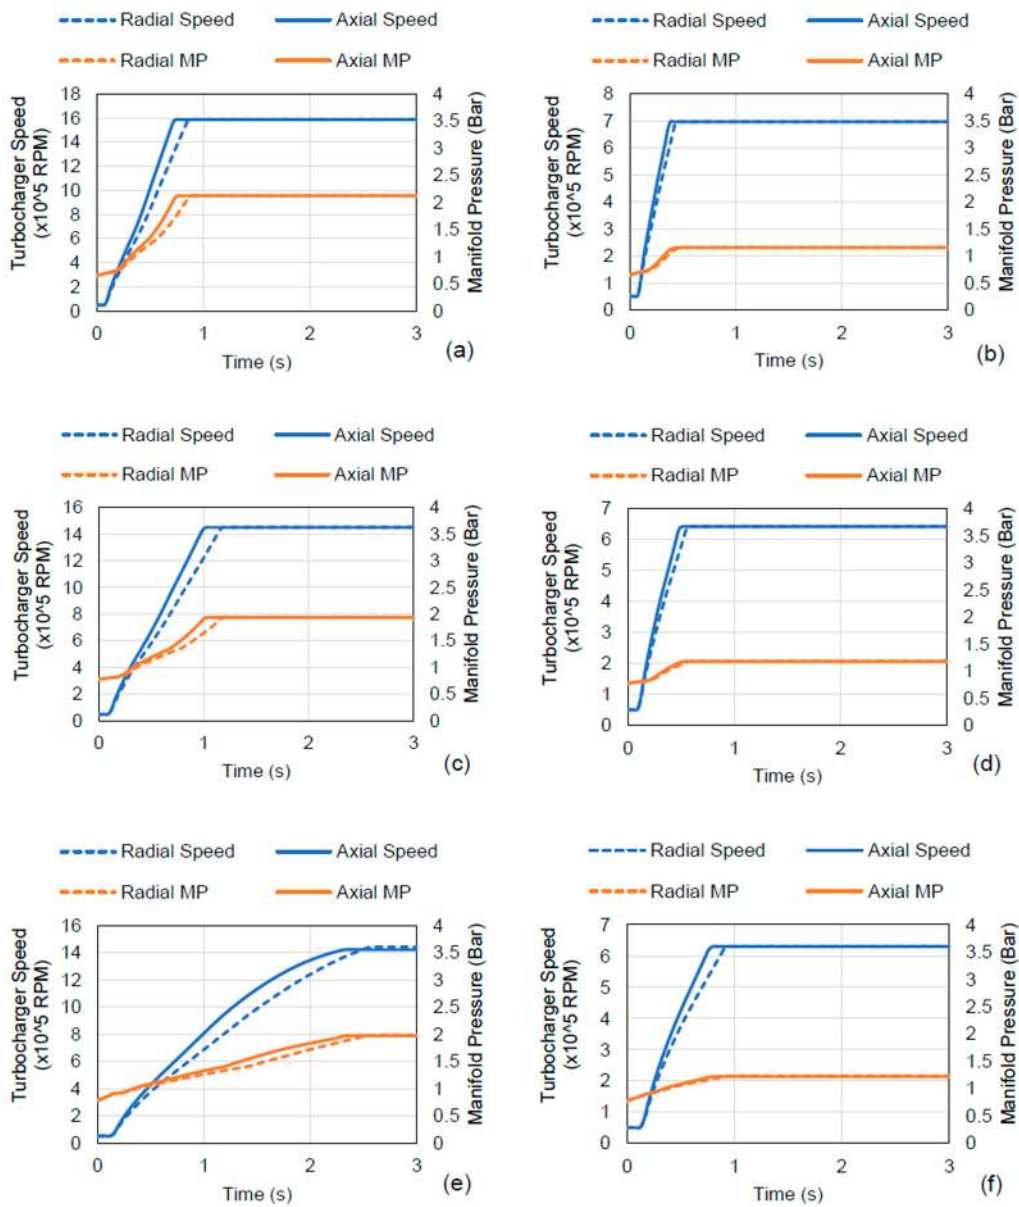 Radial Speed Axial Speed
Radial MP Axial MP
Turbocharger Speed
(x10^5 RPM)
18
16
14
12
10
8
6
4
2
0
4
3.5
3
2.5
2
1.5
1
0.5
0
Manifold Pressure (Bar)
0 1 2 3
Time (s)
(a)
Radial Speed Axial Speed
Radial MP Axial MP
Turbocharger Speed
(x10^5 RPM)
8
7
6
5
4
3
2
1
0
4
3.5
3
2.5
2
1.5
1
0.5
0
Manifold Pressure (Bar)
0 1 2 3
Time (s)
(b)
Radial Speed Axial Speed
Radial MP Axial MP
Turbocharger Speed
(x10^5 RPM)
16
14
12
10
8
6
4
2
0
4
3.5
3
2.5
2
1.5
1
0.5
0
Manifold Pressure (Bar)
0 1 2 3
Time (s)
(c)
Radial Speed Axial Speed
Radial MP Axial MP
Turbocharger Speed
(x10^5 RPM)
7
6
5
4
3
2
1
0
4
3.5
3
2.5
2
1.5
1
0.5
0
Manifold Pressure (Bar)
0 1 2 3
Time (s)
(d)
Radial Speed Axial Speed
Radial MP Axial MP
Turbocharger Speed
(x10^5 RPM)
16
14
12
10
8
6
4
2
0
4
3.5
3
2.5
2
1.5
1
0.5
0
Manifold Pressure (Bar)
0 1 2 3
Time (s)
(e)
Radial Speed Axial Speed
Radial MP Axial MP
Turbocharger Speed
(x10^5 RPM)
7
6
5
4
3
2
1
0
4
3.5
3
2.5
2
1.5
1
0.5
0
Manifold Pressure (Bar)
0 1 2 3
Time (s)
(f)